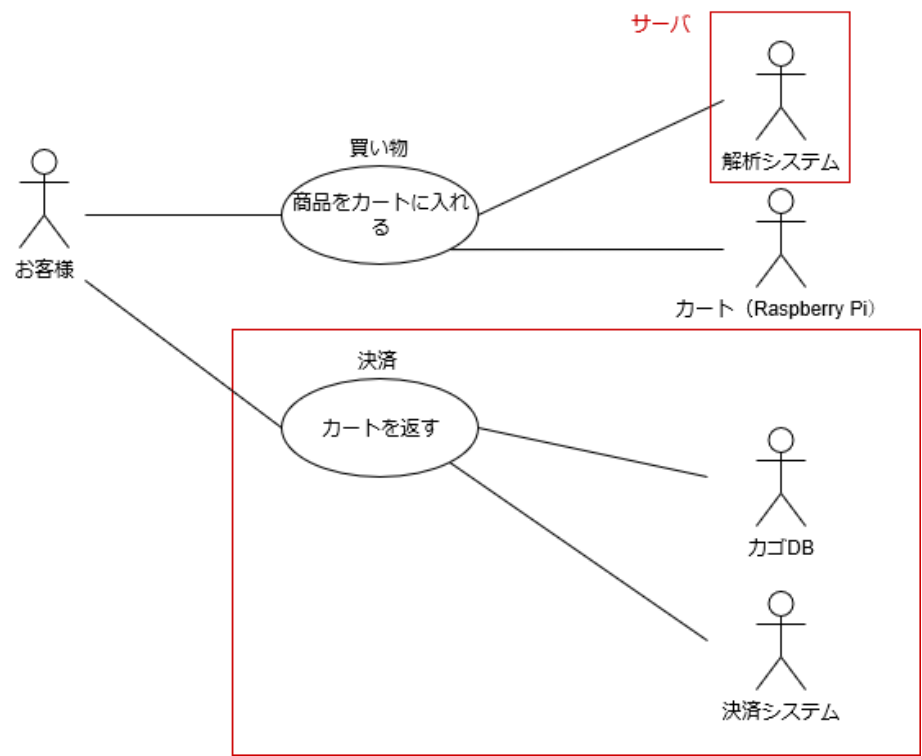 サーバ
解析システム
買い物
商品をカートに入れ
る
お客様
カート（Raspberry Pi）
決済
カートを返す
カゴDB
決済システム